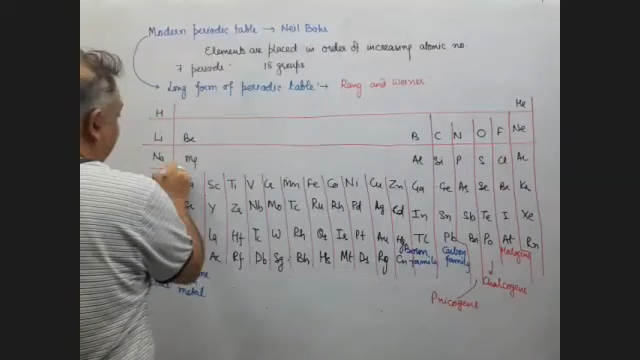 Modern periodic table → Neil Bohr
Elements are placed in order of increasing atomic no.
7 periods 18 groups
Long form of periodic table :→ Rang and Werner
H He
Li Be B C N O F Ne
Na Mg Al Si P S Cl Ar
Sc Ti V Cr Mn Fe Co Ni Cu Zn Ga Ge As Se Br Kr
Y Zr Nb Mo Tc Ru Rh Pd Ag Cd In Sn Sb Te I Xe
La Hf W Os Ir Pt Au Hg Tl Pb Po At Rn
Ac Rf Db Sg Bh Hs Mt Ds Rg Cn
Boron family Carbon family Halogens
metal
Pnicogens Chalcogens